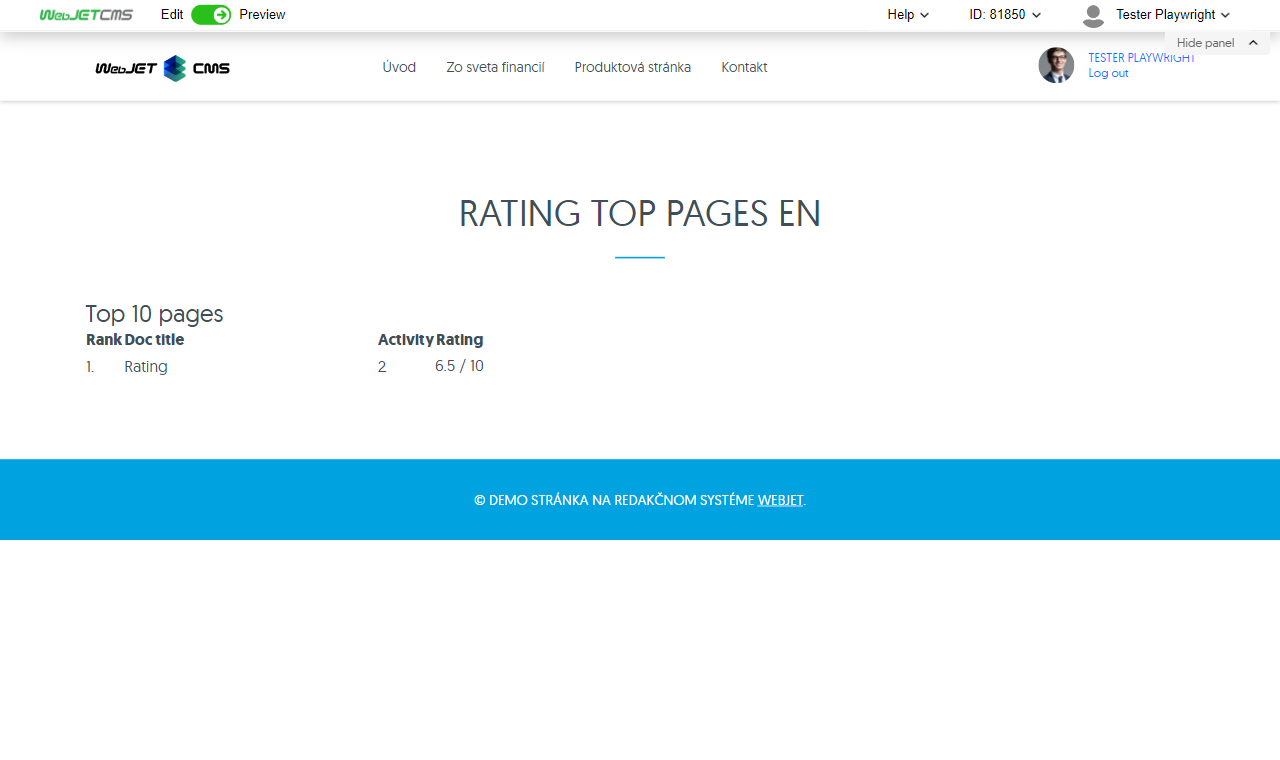 WebJETCMS Edit Preview Help ID: 81850 Tester Playwright
Hide panel
WebJET CMS Úvod Zo sveta financií Produktová stránka Kontakt
TESTER PLAYWRIGHT
Log out
RATING TOP PAGES EN
Top 10 pages
Rank Doc title Activity Rating
1. Rating 2 6.5 / 10
© DEMO STRÁNKA NA REDAKČNOM SYSTÉME WEBJET.